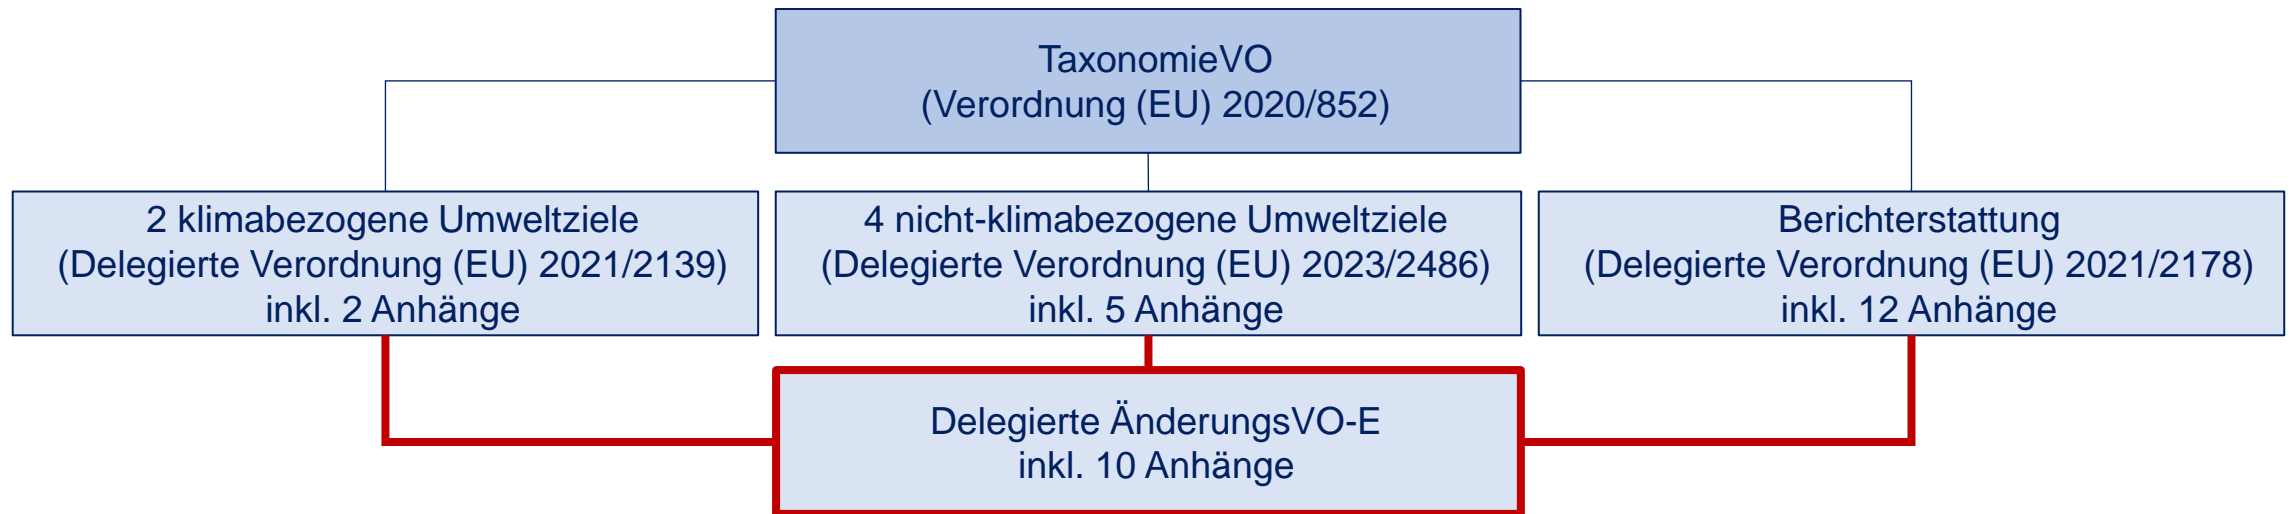 TaxonomieVO
(Verordnung (EU) 2020/852)
2 klimabezogene Umweltziele
(Delegierte Verordnung (EU) 2021/2139)
inkl. 2 Anhänge
4 nicht-klimabezogene Umweltziele
(Delegierte Verordnung (EU) 2023/2486)
inkl. 5 Anhänge
Berichterstattung
(Delegierte Verordnung (EU) 2021/2178)
inkl. 12 Anhänge
Delegierte ÄnderungsVO-E
inkl. 10 Anhänge